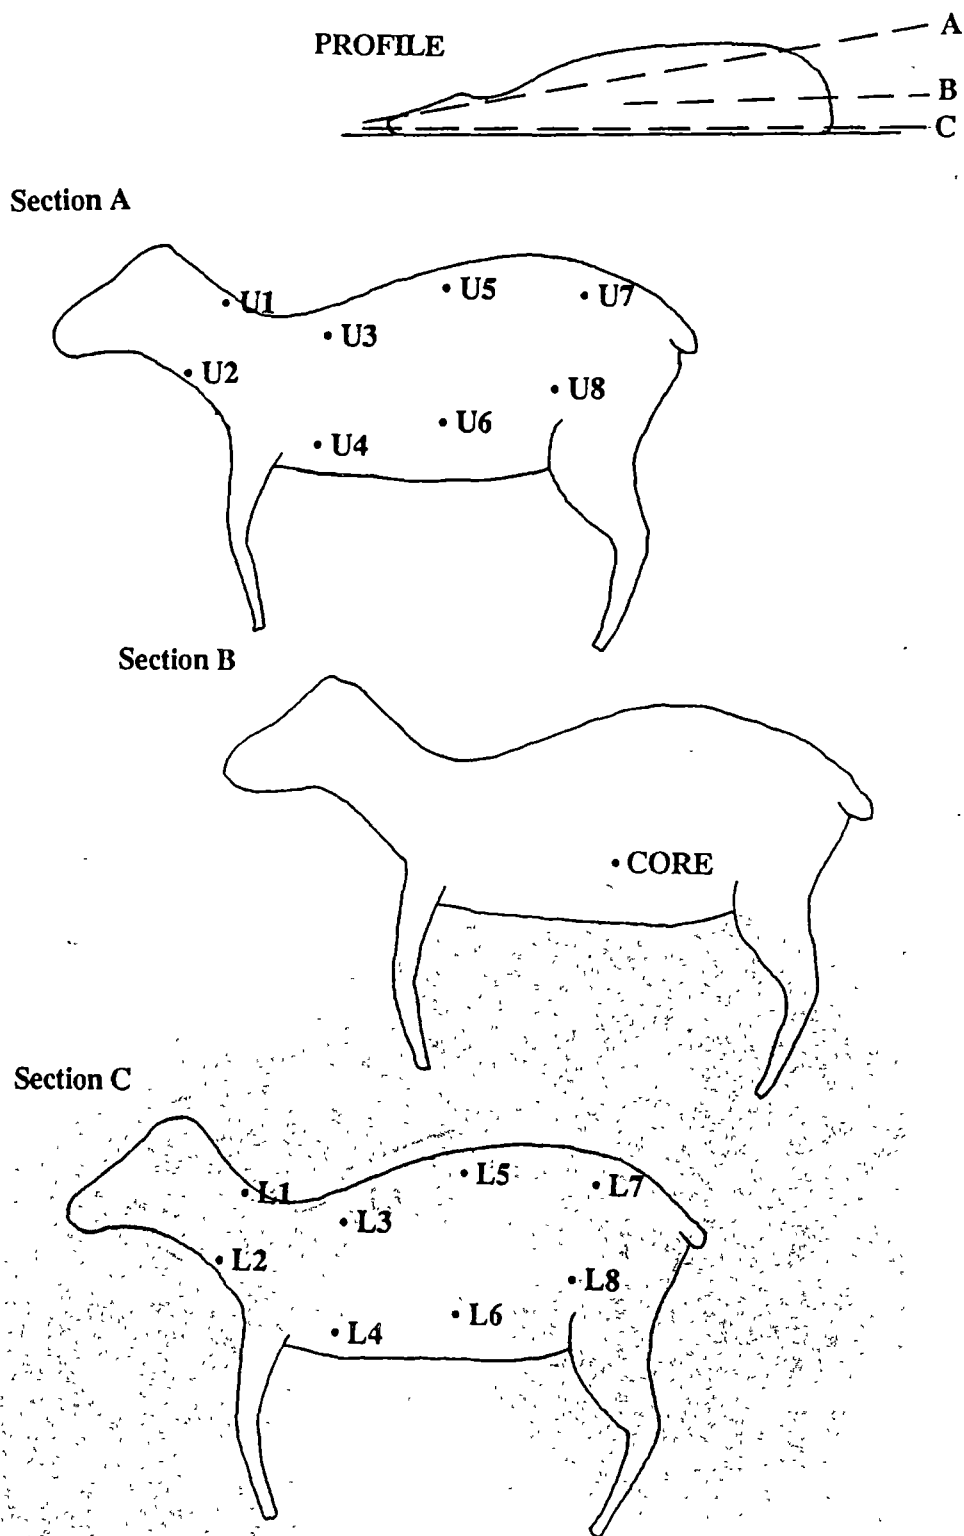 PROFILE
A
B
C
Section A
U1
U5
U7
U3
U2
U8
U6
U4
Section B
CORE
Section C
L1
L5
L7
L3
L2
L8
L6
L4